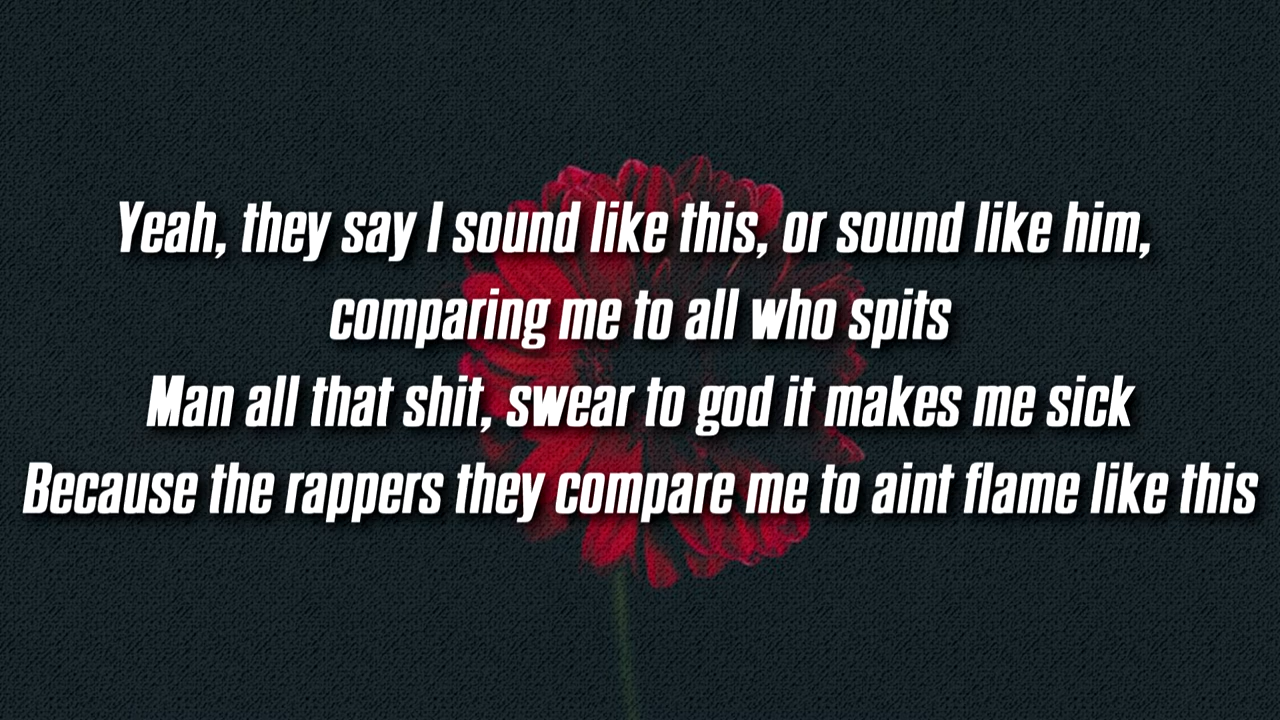 Yeah, they say I sound like this, or sound like him,
comparing me to all who spits
Man all that shit, swear to god it makes me sick
Because the rappers they compare me to aint flame like this